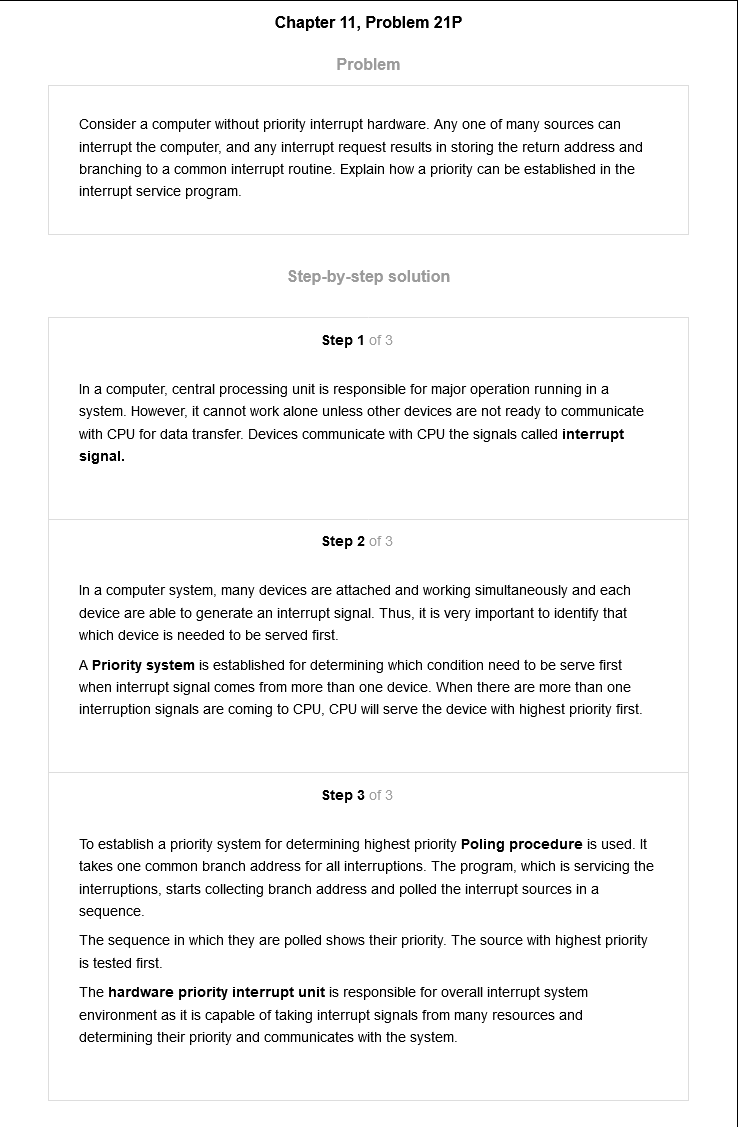 Chapter 11, Problem 21P
Problem
Consider a computer without priority interrupt hardware. Any one of many sources can
interrupt the computer, and any interrupt request results in storing the return address and
branching to a common interrupt routine. Explain how a priority can be established in the
interrupt service program.
Step-by-step solution
Step 1 of 3
In a computer, central processing unit is responsible for major operation running in a
system. However, it cannot work alone unless other devices are not ready to communicate
with CPU for data transfer. Devices communicate with CPU the signals called interrupt
signal.
Step 2 of 3
In a computer system, many devices are attached and working simultaneously and each
device are able to generate an interrupt signal. Thus, it is very important to identify that
which device is needed to be served first.
A Priority system is established for determining which condition need to be serve first
when interrupt signal comes from more than one device. When there are more than one
interruption signals are coming to CPU, CPU will serve the device with highest priority first.
Step 3 of 3
To establish a priority system for determining highest priority Poling procedure is used. It
takes one common branch address for all interruptions. The program, which is servicing the
interruptions, starts collecting branch address and polled the interrupt sources in a
sequence.
The sequence in which they are polled shows their priority. The source with highest priority
is tested first.
The hardware priority interrupt unit is responsible for overall interrupt system
environment as it is capable of taking interrupt signals from many resources and
determining their priority and communicates with the system.